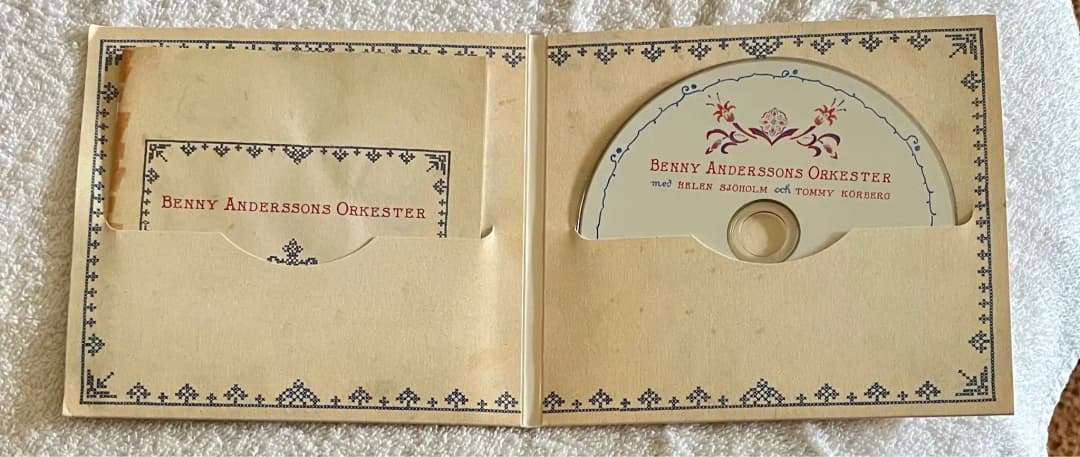 BENNY ANDERSSONS ORKESTER
BENNY ANDERSSONS ORKESTER
med HELEN SJÖHOLM och TOMMY KÖRBERG